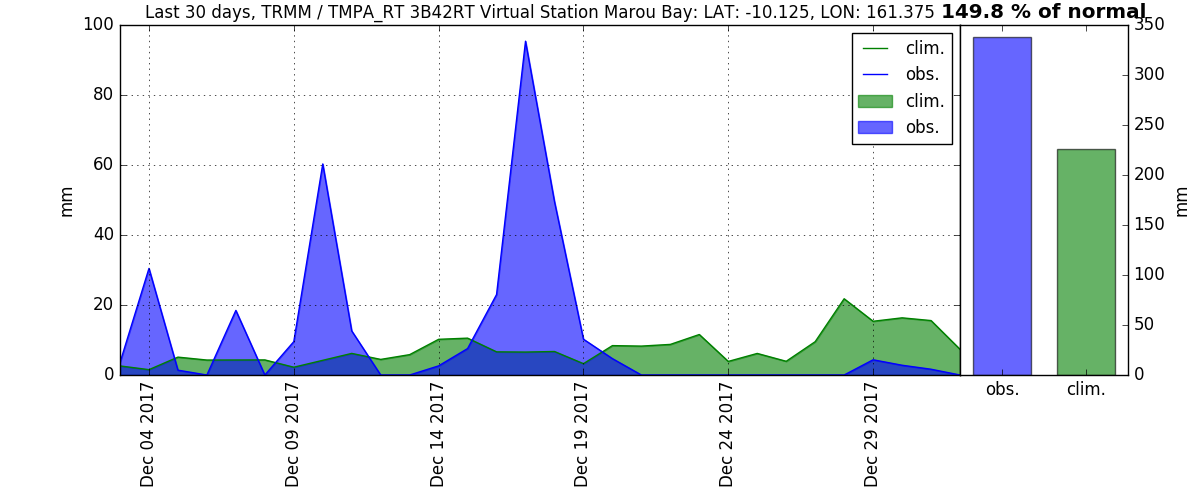 Last 30 days, TRMM / TMPA_RT 3B42RT Virtual Station Marou Bay: LAT: -10.125, LON: 161.375 149.8 % of normal
100
80
60
40
20
0
mm
clim.
obs.
clim.
obs.
Dec 04 2017
Dec 09 2017
Dec 14 2017
Dec 19 2017
Dec 24 2017
Dec 29 2017
350
300
250
200
150
100
50
0
mm
obs.
clim.